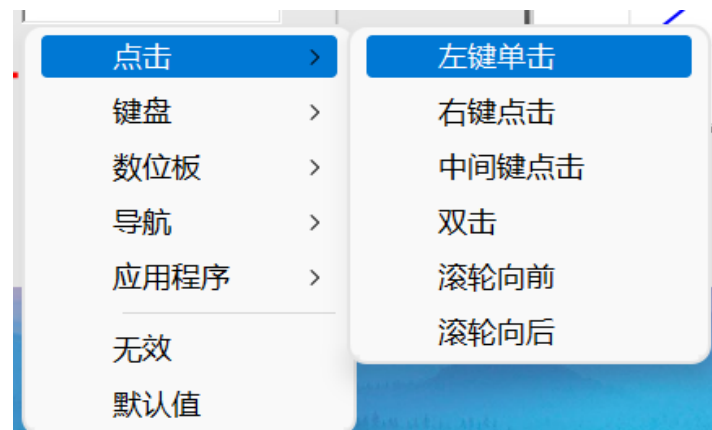 点击
键盘
数位板
导航
应用程序
无效
默认值
左键单击
右键点击
中间键点击
双击
滚轮向前
滚轮向后